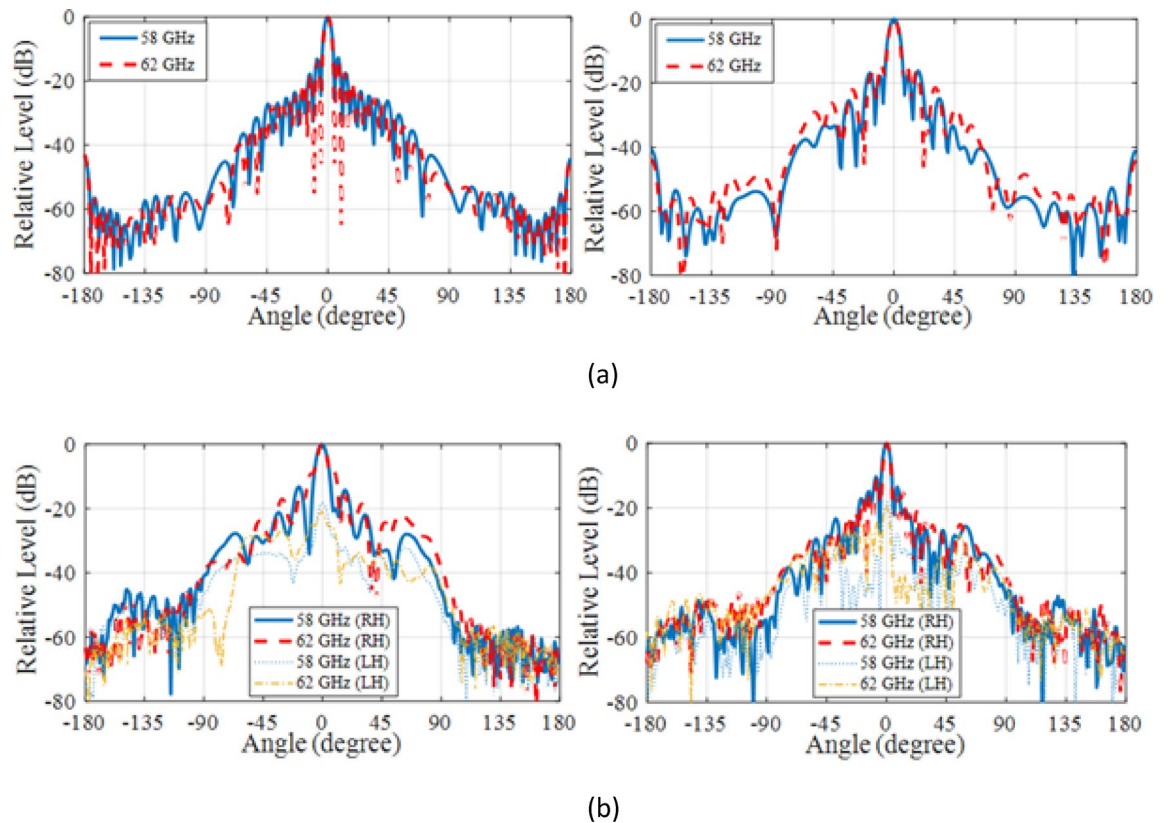 58 GHz
62 GHz
Relative Level (dB)
0
-20
-40
-60
-80
-180 -135 -90 -45 0 45 90 135 180
Angle (degree)
58 GHz
62 GHz
Relative Level (dB)
0
-20
-40
-60
-80
-180 -135 -90 -45 0 45 90 135 180
Angle (degree)
(a)
Relative Level (dB)
0
-20
-40
-60
-80
58 GHz (RH)
62 GHz (RH)
58 GHz (LH)
62 GHz (LH)
-180 -135 -90 -45 0 45 90 135 180
Angle (degree)
Relative Level (dB)
0
-20
-40
-60
-80
58 GHz (RH)
62 GHz (RH)
58 GHz (LH)
62 GHz (LH)
-180 -135 -90 -45 0 45 90 135 180
Angle (degree)
(b)